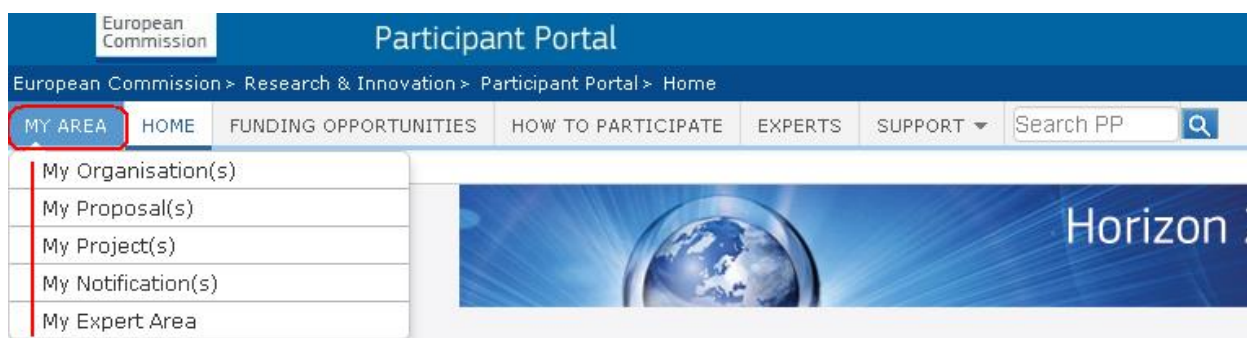 European
Commission
Participant Portal
European Commission > Research & Innovation > Participant Portal > Home
MY AREA HOME FUNDING OPPORTUNITIES HOW TO PARTICIPATE EXPERTS SUPPORT Search PP
My Organisation(s)
My Proposal(s)
My Project(s)
My Notification(s)
My Expert Area
Horizon